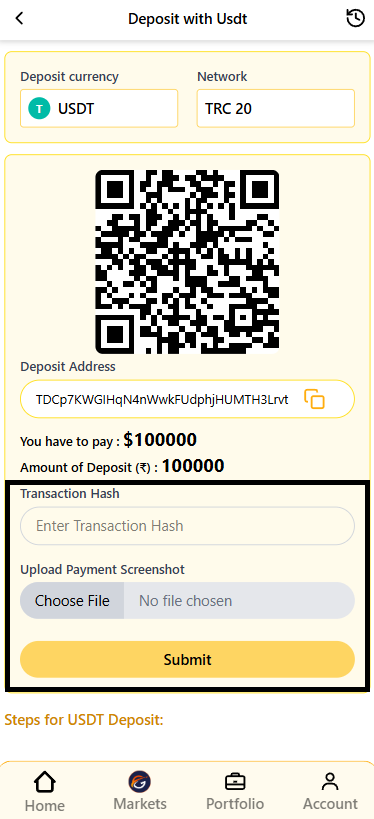 Deposit with Usdt
Deposit currency
Network
USDT
TRC 20
Deposit Address
TDCp7KWGIHqN4nWwkFUdphjHUMTH3Lrvt
You have to pay : $100000
Amount of Deposit (₹) : 100000
Transaction Hash
Enter Transaction Hash
Upload Payment Screenshot
Choose File No file chosen
Submit
Steps for USDT Deposit:
Home Markets Portfolio Account